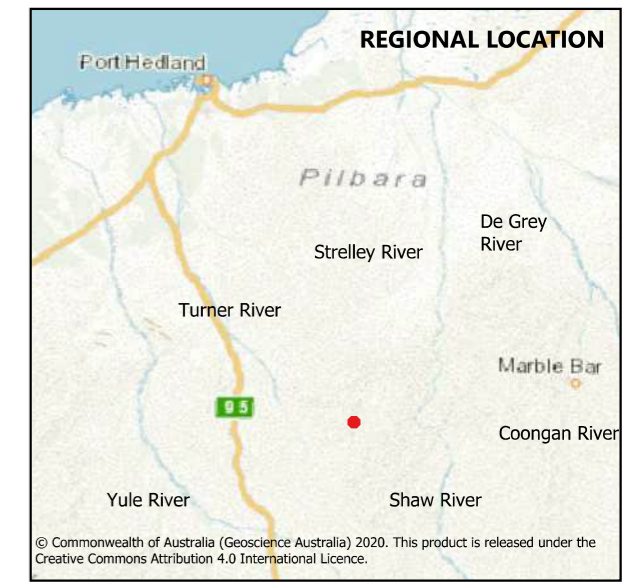 REGIONAL LOCATION
Port Hedland
Pilbara
De Grey
River
Strelley River
Turner River
Marble Bar
95
Coongan River
Yule River
Shaw River
© Commonwealth of Australia (Geoscience Australia) 2020. This product is released under the
Creative Commons Attribution 4.0 International Licence.